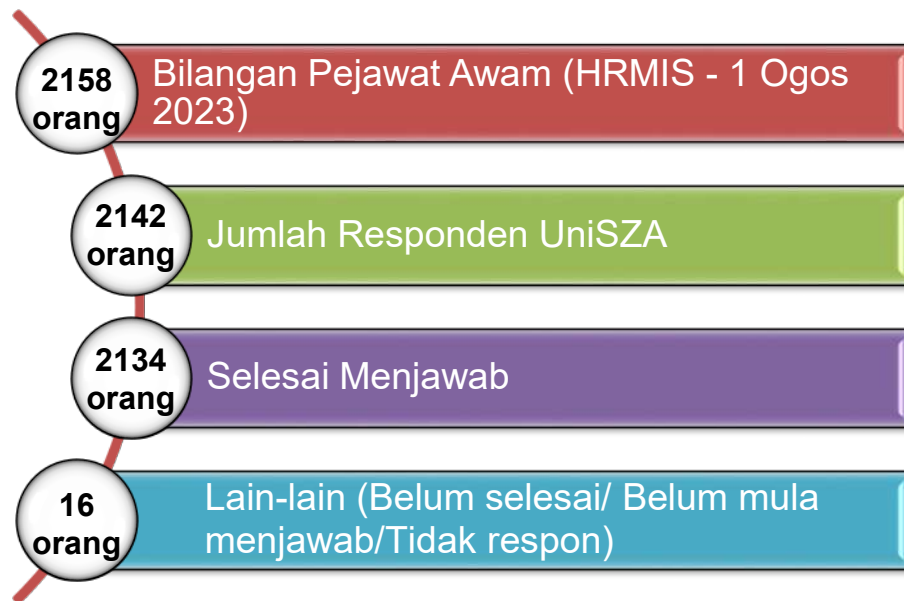 2158
orang
Bilangan Pejawat Awam (HRMIS - 1 Ogos
2023)
2142
orang
Jumlah Responden UniSZA
2134
orang
Selesai Menjawab
16
orang
Lain-lain (Belum selesai/ Belum mula
menjawab/Tidak respon)